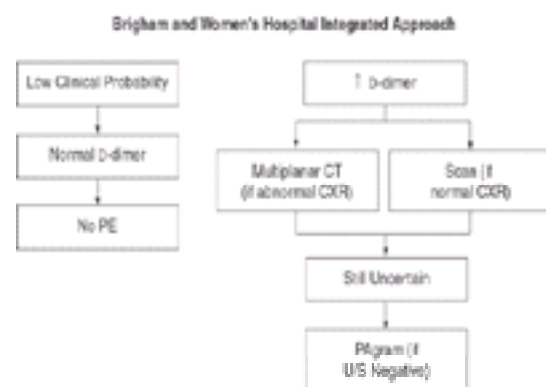 Brigham and Women's Hospital Integrated Approach
Low Clinical Probability
Normal D-dimer
No PE
↑ D-dimer
Multiplanar CT
(if abnormal CXR)
Scan (if
normal CXR)
Still Uncertain
PAgram (if
U/S Negative)